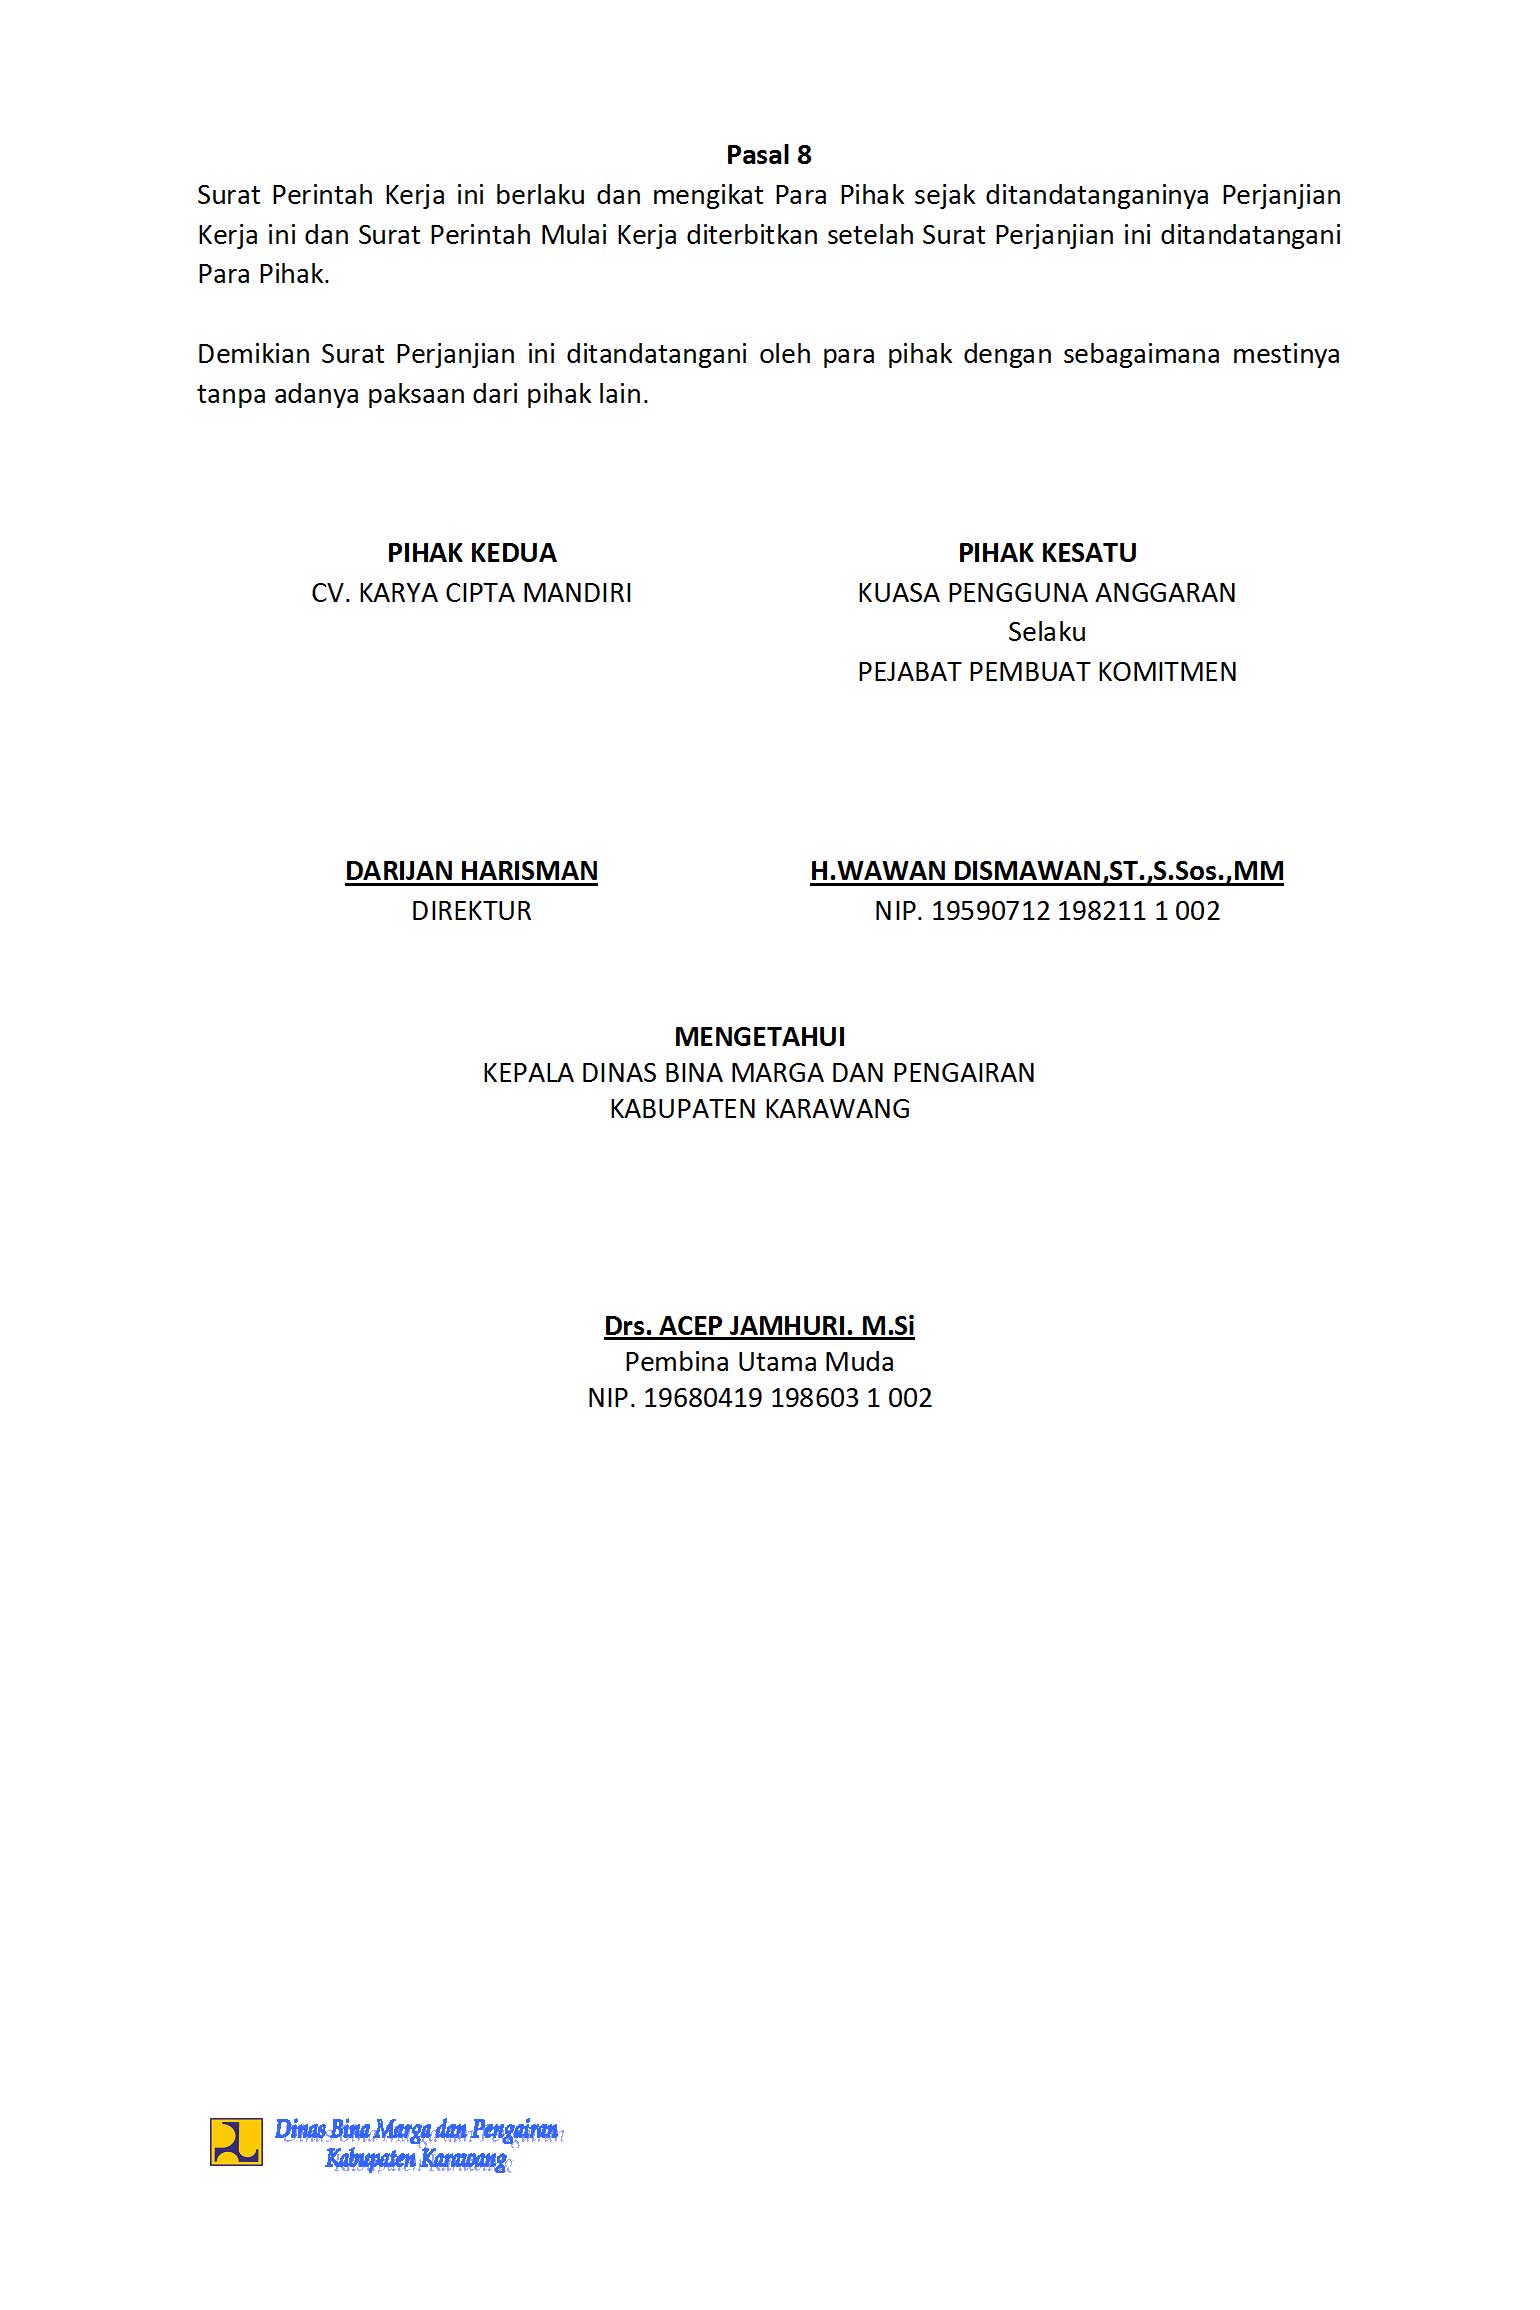 Pasal 8
Surat Perintah Kerja ini berlaku dan mengikat Para Pihak sejak ditandatanganinya Perjanjian
Kerja ini dan Surat Perintah Mulai Kerja diterbitkan setelah Surat Perjanjian ini ditandatangani
Para Pihak.
Demikian Surat Perjanjian ini ditandatangani oleh para pihak dengan sebagaimana mestinya
tanpa adanya paksaan dari pihak lain.
PIHAK KEDUA
CV. KARYA CIPTA MANDIRI
PIHAK KESATU
KUASA PENGGUNA ANGGARAN
Selaku
PEJABAT PEMBUAT KOMITMEN
DARIJAN HARISMAN
DIREKTUR
H.WAWAN DISMAWAN,ST.,S.Sos.,MM
NIP. 19590712 198211 1 002
MENGETAHUI
KEPALA DINAS BINA MARGA DAN PENGAIRAN
KABUPATEN KARAWANG
Drs. ACEP JAMHURI. M.Si
Pembina Utama Muda
NIP. 19680419 198603 1 002
Dinas Bina Marga dan Pengairan
Kabupaten Karawang